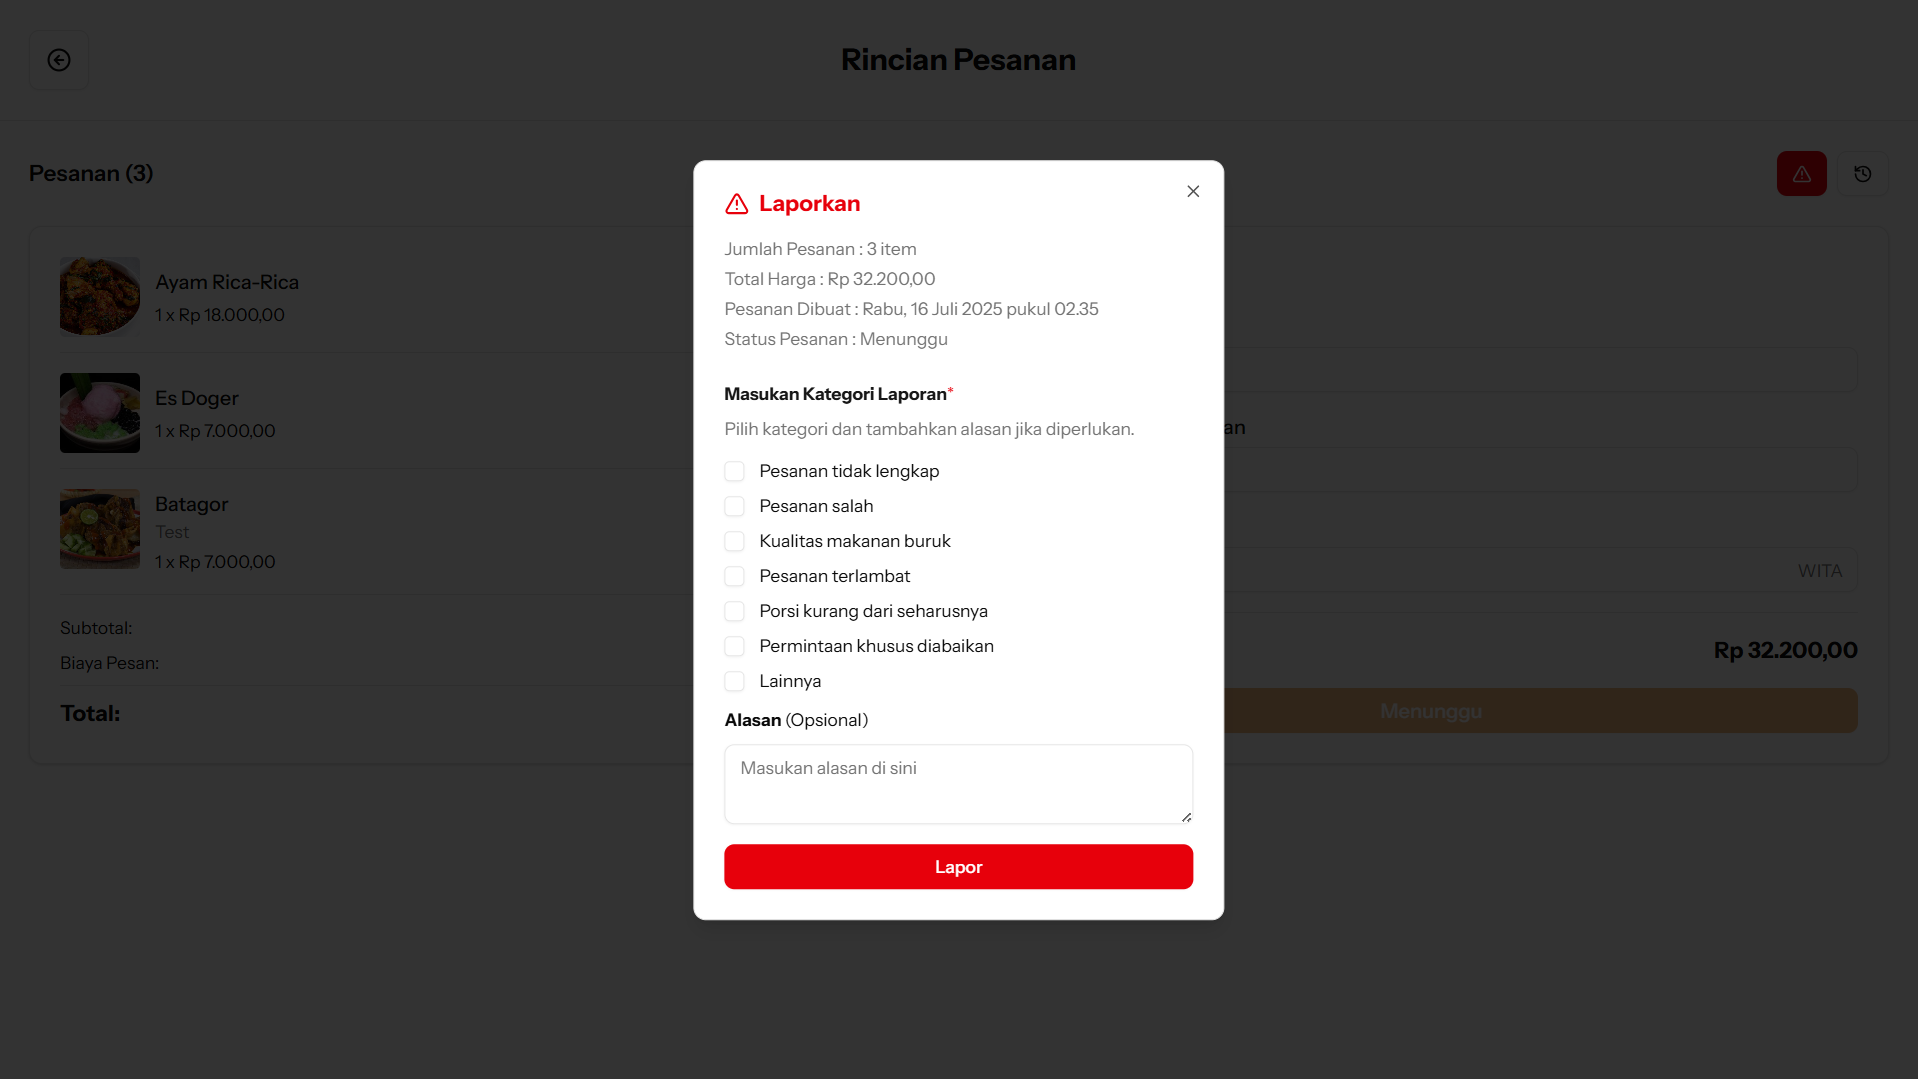 Rincian Pesanan
Pesanan (3)
Ayam Rica-Rica
1 x Rp 18.000,00
Es Doger
1 x Rp 7.000,00
Batagor
Test
1 x Rp 7.000,00
Subtotal:
Biaya Pesan:
Total:
Laporkan
Jumlah Pesanan : 3 item
Total Harga : Rp 32.200,00
Pesanan Dibuat : Rabu, 16 Juli 2025 pukul 02.35
Status Pesanan : Menunggu
Masukan Kategori Laporan*
Pilih kategori dan tambahkan alasan jika diperlukan.
Pesanan tidak lengkap
Pesanan salah
Kualitas makanan buruk
Pesanan terlambat
Porsi kurang dari seharusnya
Permintaan khusus diabaikan
Lainnya
Alasan (Opsional)
Masukan alasan di sini
Lapor
an
WITA
Rp 32.200,00
Menunggu